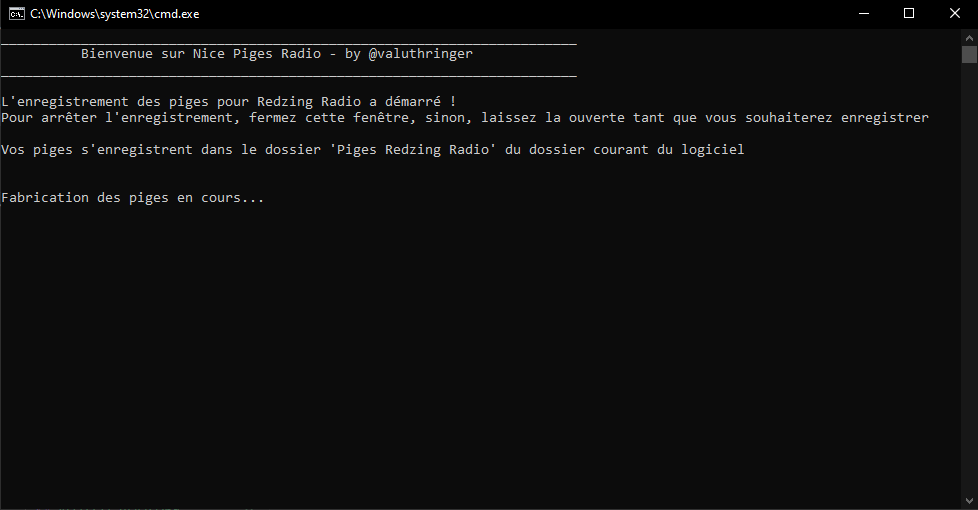 C:\Windows\system32\cmd.exe
Bienvenue sur Nice Piges Radio - by @valuthringer
L'enregistrement des piges pour Redzing Radio a démarré !
Pour arrêter l'enregistrement, fermez cette fenêtre, sinon, laissez la ouverte tant que vous souhaiterez enregistrer
Vos piges s'enregistrent dans le dossier 'Piges Redzing Radio' du dossier courant du logiciel
Fabrication des piges en cours...